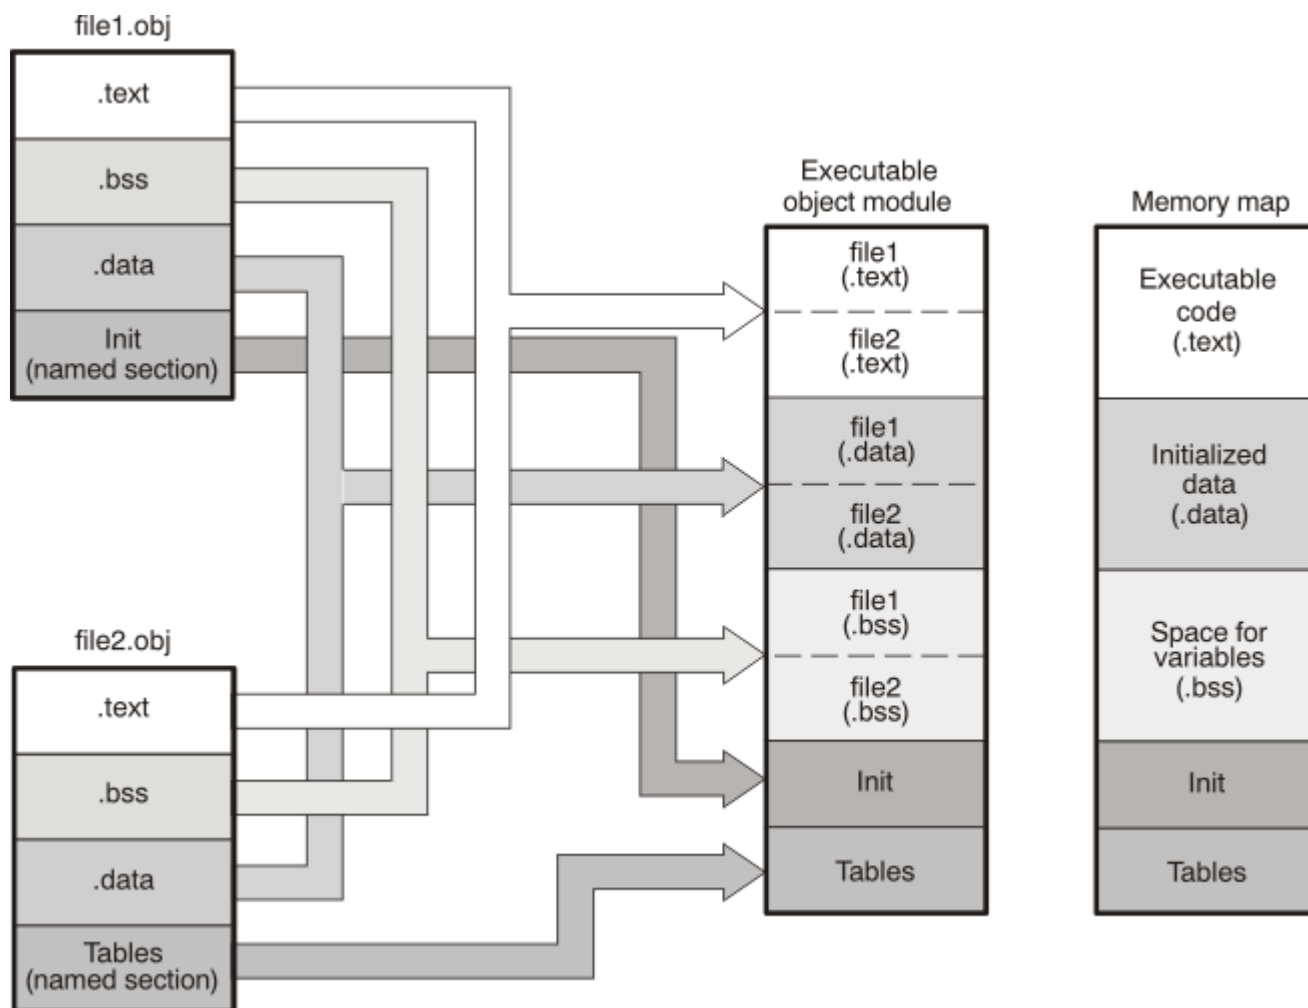 file1.obj
.text
.bss
.data
Init
(named section)
file2.obj
.text
.bss
.data
Tables
(named section)
Executable
object module
file1
(.text)
file2
(.text)
file1
(.data)
file2
(.data)
file1
(.bss)
file2
(.bss)
Init
Tables
Memory map
Executable
code
(.text)
Initialized
data
(.data)
Space for
variables
(.bss)
Init
Tables